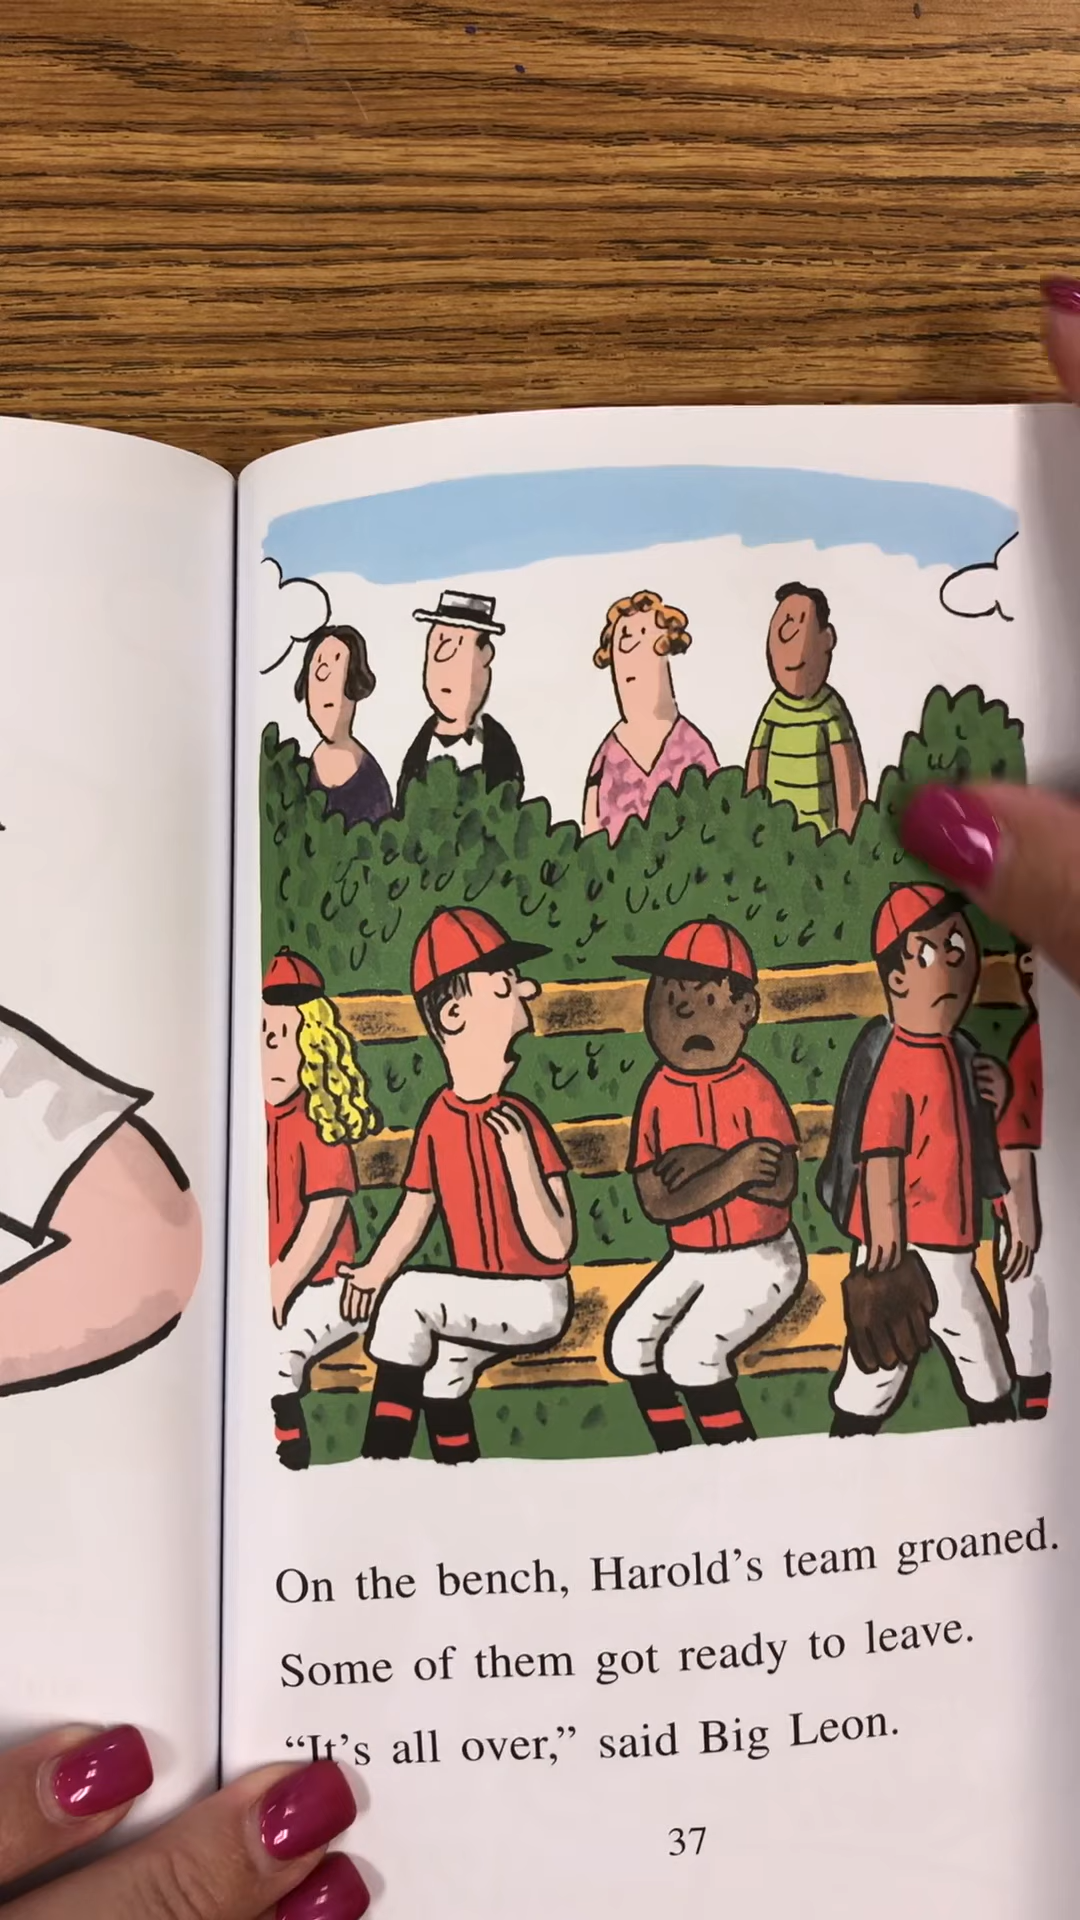 On the bench, Harold’s team groaned.
Some of them got ready to leave.
“It’s all over,” said Big Leon.
37